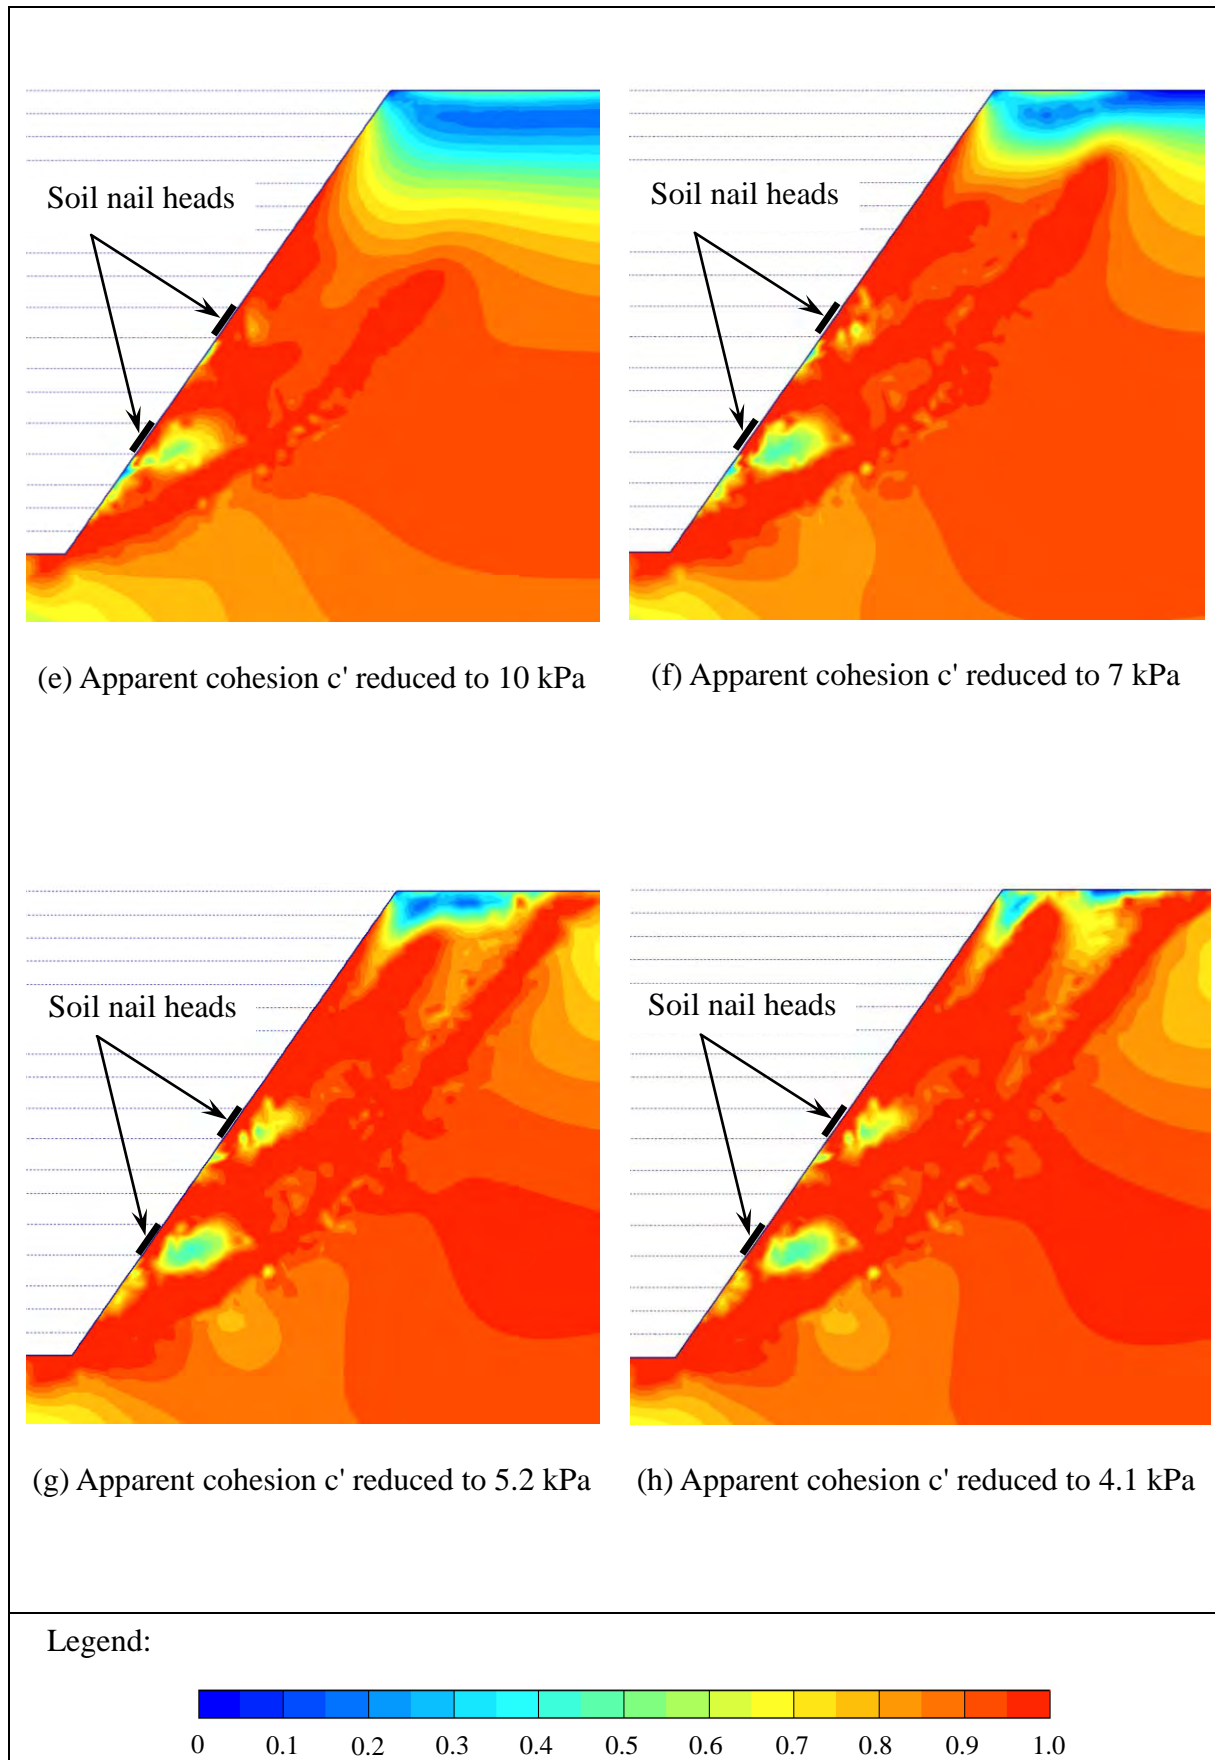 Soil nail heads
Soil nail heads
(e) Apparent cohesion c' reduced to 10 kPa
(f) Apparent cohesion c' reduced to 7 kPa
Soil nail heads
Soil nail heads
(g) Apparent cohesion c' reduced to 5.2 kPa
(h) Apparent cohesion c' reduced to 4.1 kPa
Legend:
0 0.1 0.2 0.3 0.4 0.5 0.6 0.7 0.8 0.9 1.0